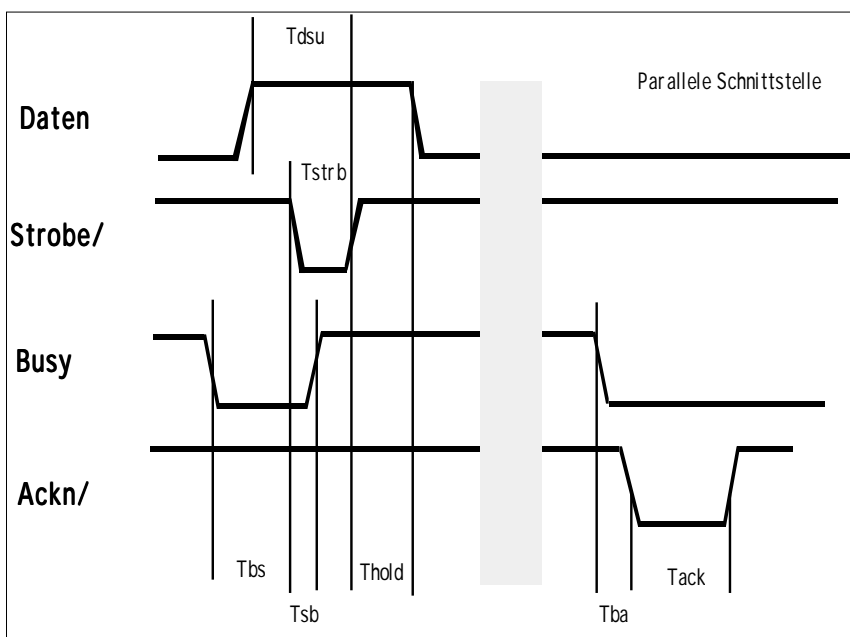 Tdsu
Parallele Schnittstelle
Daten
Tstrb
Strobe/
Busy
Ackn/
Tbs
Thold
Tack
Tsb
Tba